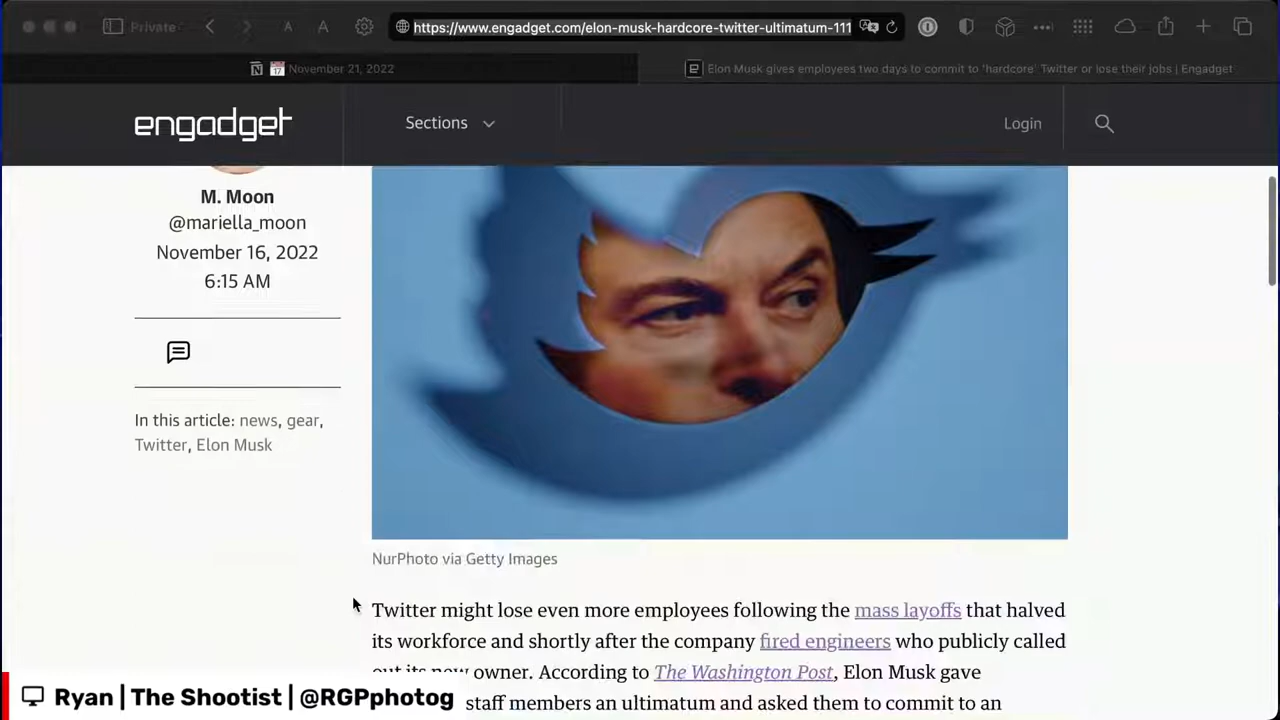 Private
A
A
https://www.engadget.com/elon-musk-hardcore-twitter-ultimatum-111
November 21, 2022
Elon Musk gives employees two days to commit to 'hardcore' Twitter or lose their jobs | Engadget
engadget
Sections
Login
M. Moon
@mariella_moon
November 16, 2022
6:15 AM
In this article: news, gear,
Twitter, Elon Musk
NurPhoto via Getty Images
Twitter might lose even more employees following the mass layoffs that halved
its workforce and shortly after the company fired engineers who publicly called
out its new owner. According to The Washington Post, Elon Musk gave
staff members an ultimatum and asked them to commit to an
Ryan | The Shootist | @RGPphotog